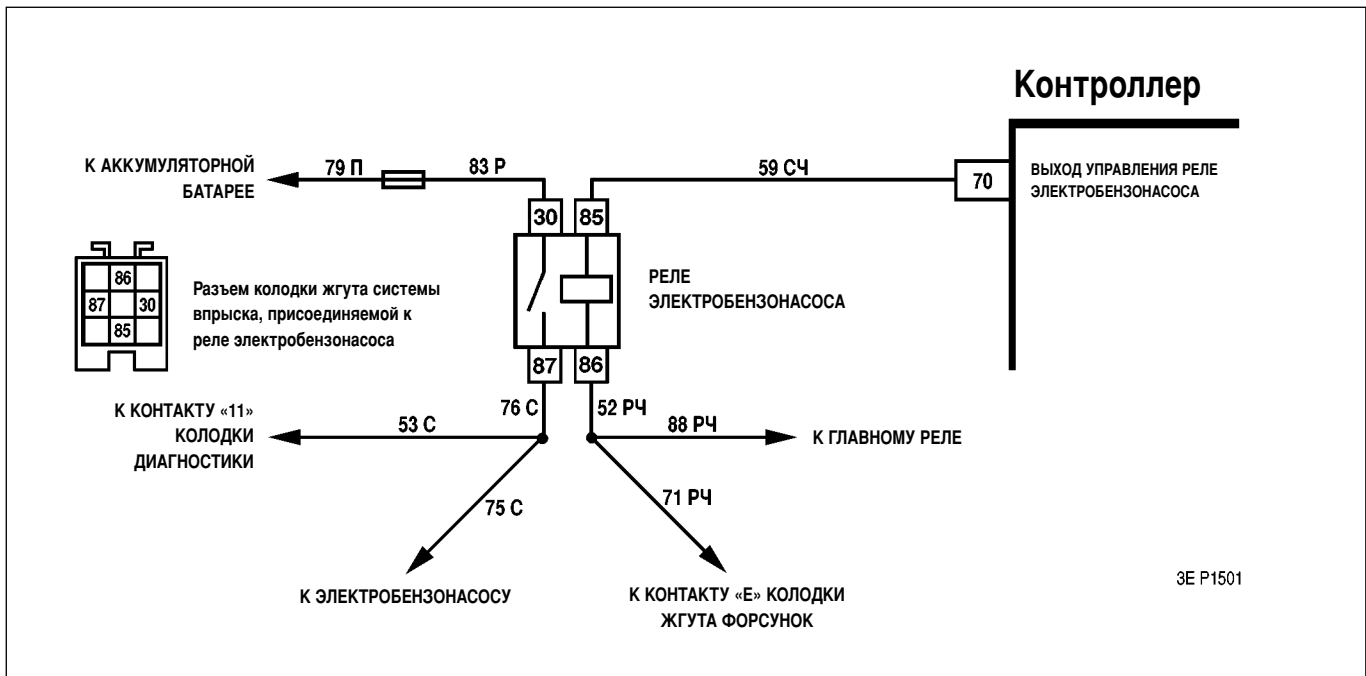 Контроллер
К АККУМУЛЯТОРНОЙ
БАТАРЕЕ
79 П
83 Р
59 СЧ
70
ВЫХОД УПРАВЛЕНИЯ РЕЛЕ
ЭЛЕКТРОБЕНЗОНАСОСА
30
85
86
87
30
85
Разъем колодки жгута системы
впрыска, присоединяемой к
реле электробензонасоса
РЕЛЕ
ЭЛЕКТРОБЕНЗОНАСОСА
87
86
76 С
52 РЧ
К КОНТАКТУ «11»
КОЛОДКИ
ДИАГНОСТИКИ
53 С
88 РЧ
К ГЛАВНОМУ РЕЛЕ
75 С
71 РЧ
К ЭЛЕКТРОБЕНЗОНАСОСУ
К КОНТАКТУ «Е» КОЛОДКИ
ЖГУТА ФОРСУНОК
3E P1501